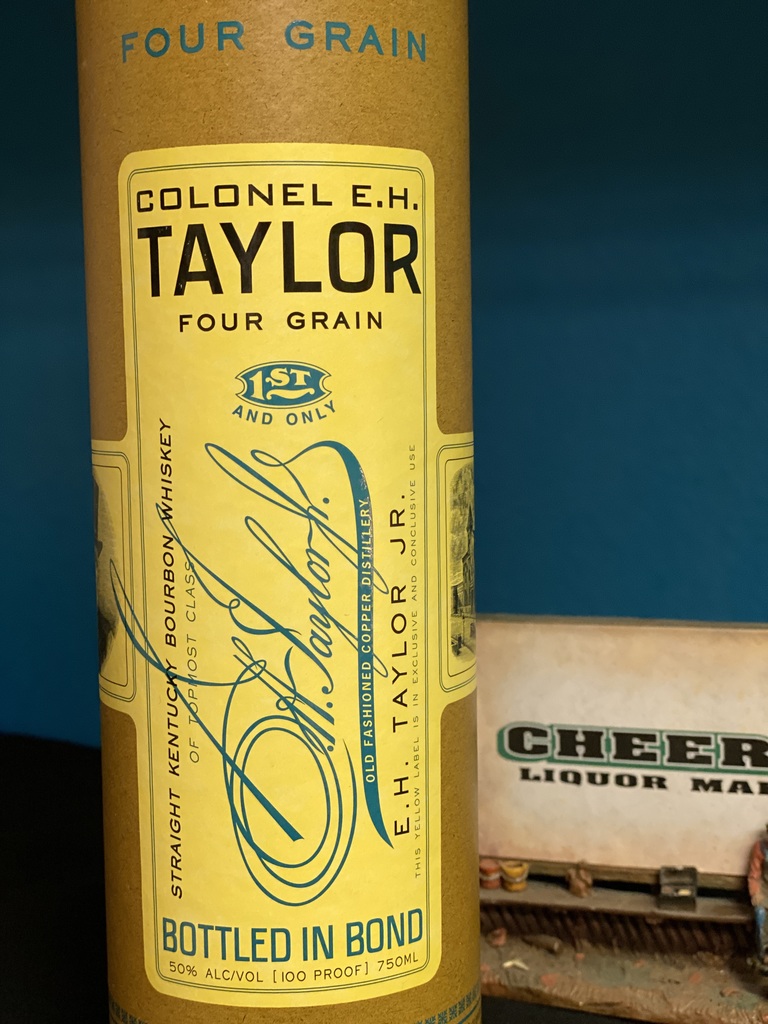 FOUR GRAIN
COLONEL E.H.
TAYLOR
FOUR GRAIN
1ST
AND ONLY
STRAIGHT KENTUCKY BOURBON WHISKEY
OF TOPMOST CLASS
E.H. Taylor Jr.
OLD FASHIONED COPPER DISTILLERY
E.H. TAYLOR JR.
THIS YELLOW LABEL IS IN EXCLUSIVE AND CONCLUSIVE USE
BOTTLED IN BOND
50% ALC/VOL [100 PROOF] 750ML
CHEER
LIQUOR MA